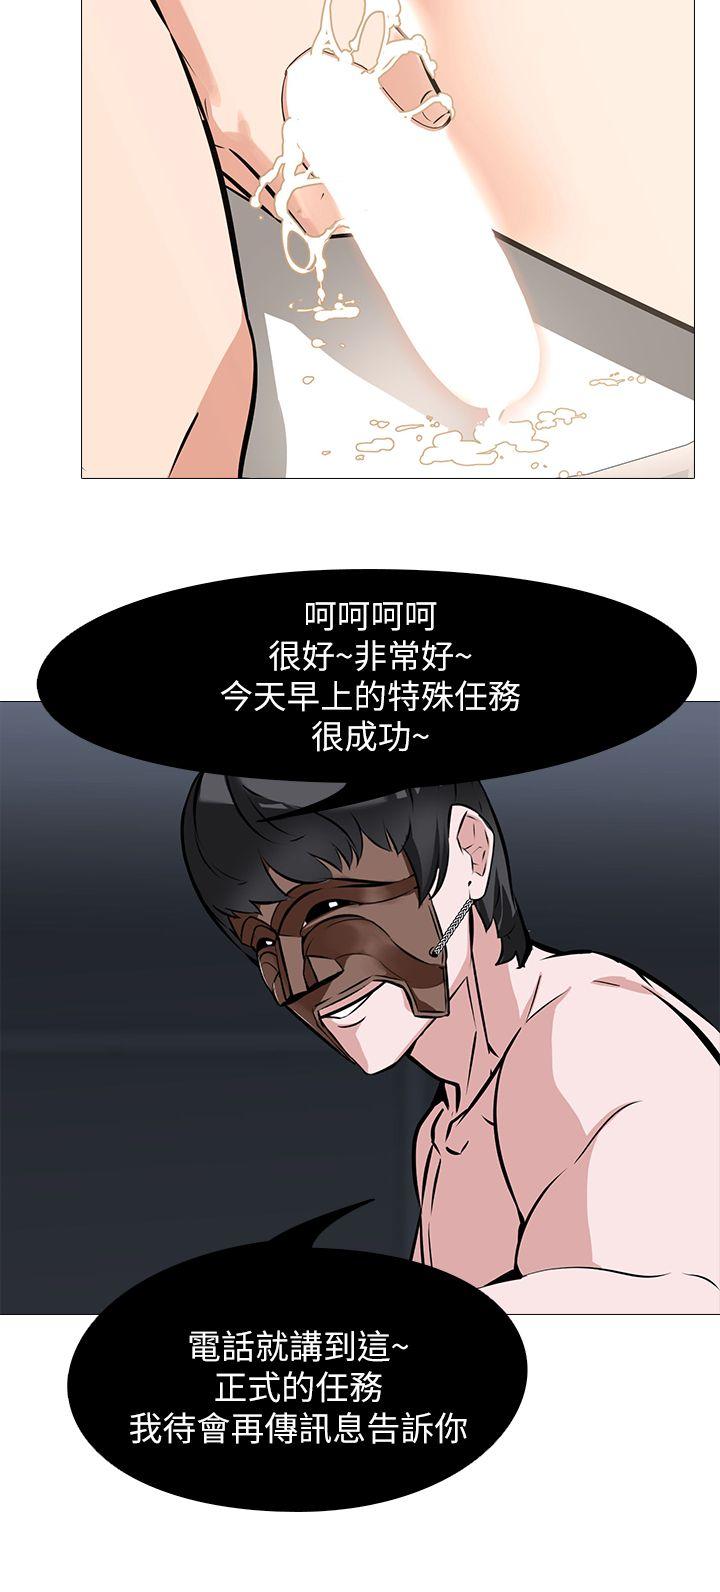 呵呵呵呵
很好~非常好~
今天早上的特殊任務
很成功~
電話就講到這~
正式的任務
我待會再傳訊息告訴你